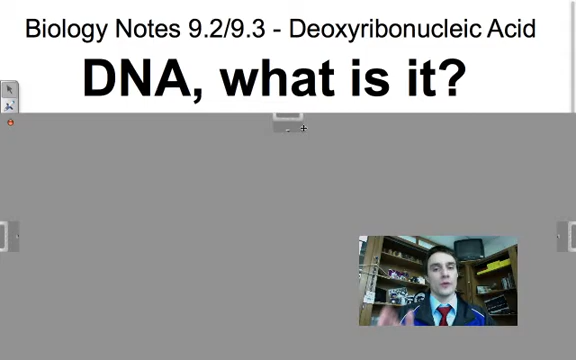 Biology Notes 9.2/9.3 - Deoxyribonucleic Acid
DNA, what is it?